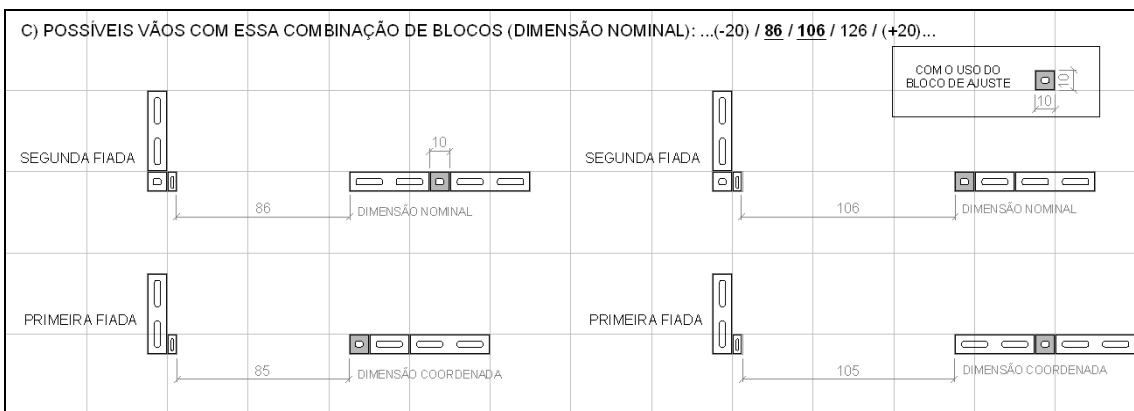 C) POSSÍVEIS VÃOS COM ESSA COMBINAÇÃO DE BLOCOS (DIMENSÃO NOMINAL): ...(-20) / 86 / 106 / 126 / (+20)...
COM O USO DO
BLOCO DE AJUSTE
10
10
SEGUNDA FIADA
10
86
DIMENSÃO NOMINAL
SEGUNDA FIADA
106
DIMENSÃO NOMINAL
PRIMEIRA FIADA
85
DIMENSÃO COORDENADA
PRIMEIRA FIADA
105
DIMENSÃO COORDENADA